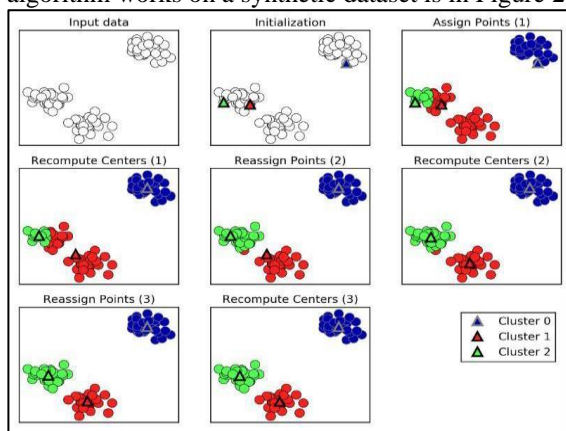 algorithm works on a synthetic dataset is in Figure 2
Input data
Initialization
Assign Points (1)
Recompute Centers (1)
Reassign Points (2)
Recompute Centers (2)
Reassign Points (3)
Recompute Centers (3)
Cluster 0
Cluster 1
Cluster 2